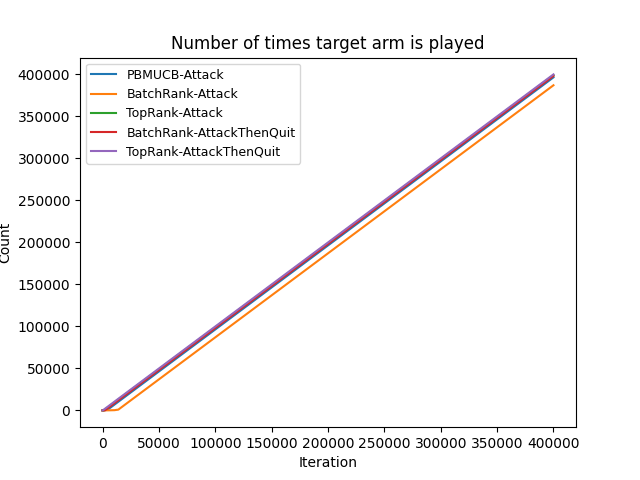 Number of times target arm is played
PBMUCB-Attack
BatchRank-Attack
TopRank-Attack
BatchRank-AttackThenQuit
TopRank-AttackThenQuit
400000
350000
300000
250000
200000
150000
100000
50000
0
Count
0 50000 100000 150000 200000 250000 300000 350000 400000
Iteration